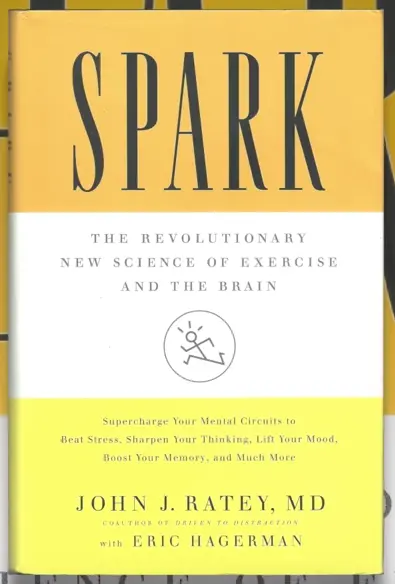 SPARK
THE REVOLUTIONARY
NEW SCIENCE OF EXERCISE
AND THE BRAIN
Supercharge Your Mental Circuits to
Beat Stress, Sharpen Your Thinking, Lift Your Mood,
Boost Your Memory, and Much More
JOHN J. RATEY, MD
COAUTHOR OF DRIVEN TO DISTRACTION
with ERIC HAGERMAN